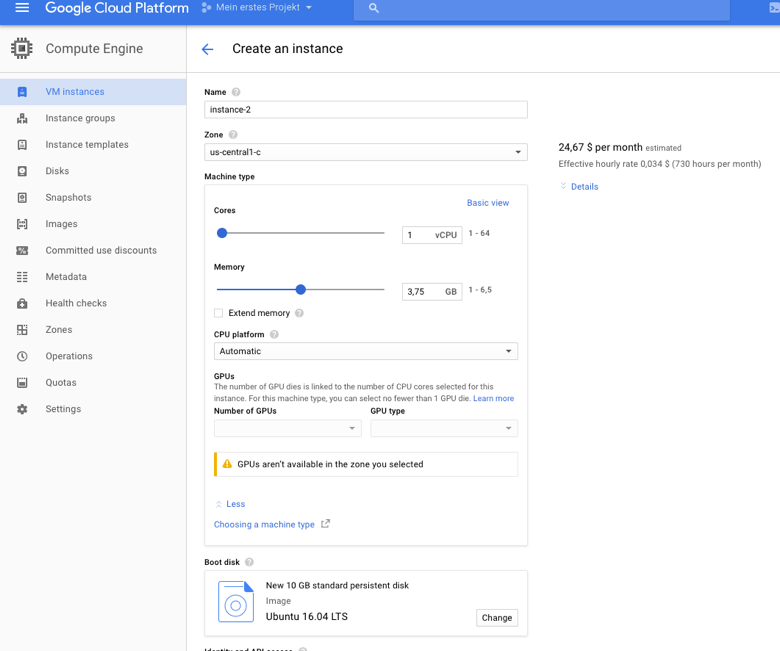 Google Cloud Platform
Mein erstes Projekt
Compute Engine
Create an instance
VM instances
Instance groups
Instance templates
Disks
Snapshots
Images
Committed use discounts
Metadata
Health checks
Zones
Operations
Quotas
Settings
Name
instance-2
Zone
us-central1-c
Machine type
Basic view
Cores
1 vCPU 1 - 64
Memory
3,75 GB 1 - 6,5
Extend memory
CPU platform
Automatic
GPUs
The number of GPU dies is linked to the number of CPU cores selected for this
instance. For this machine type, you can select no fewer than 1 GPU die. Learn more
Number of GPUs GPU type
GPUs aren't available in the zone you selected
Less
Choosing a machine type
Boot disk
New 10 GB standard persistent disk
Image
Ubuntu 16.04 LTS
Change
Identity and API access
24,67 $ per month estimated
Effective hourly rate 0,034 $ (730 hours per month)
Details